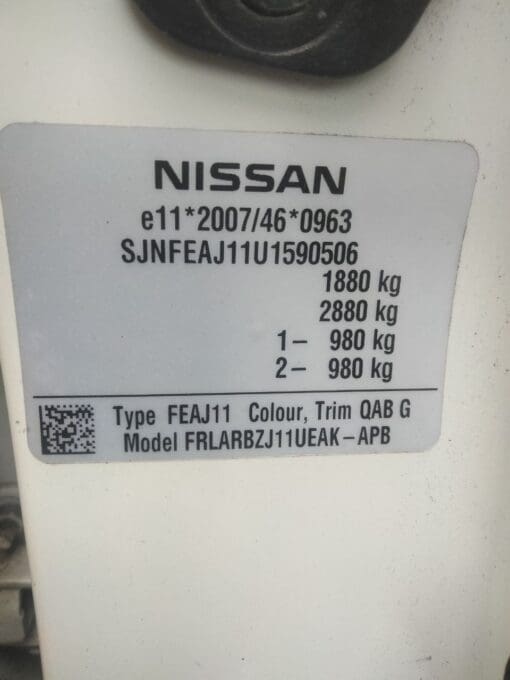 NISSAN
e11*2007/46*0963
SJNFEAJ11U1590506
1880 kg
2880 kg
1– 980 kg
2– 980 kg
Type FEAJ11 Colour, Trim QAB G
Model FRLARBZJ11UEAK–APB